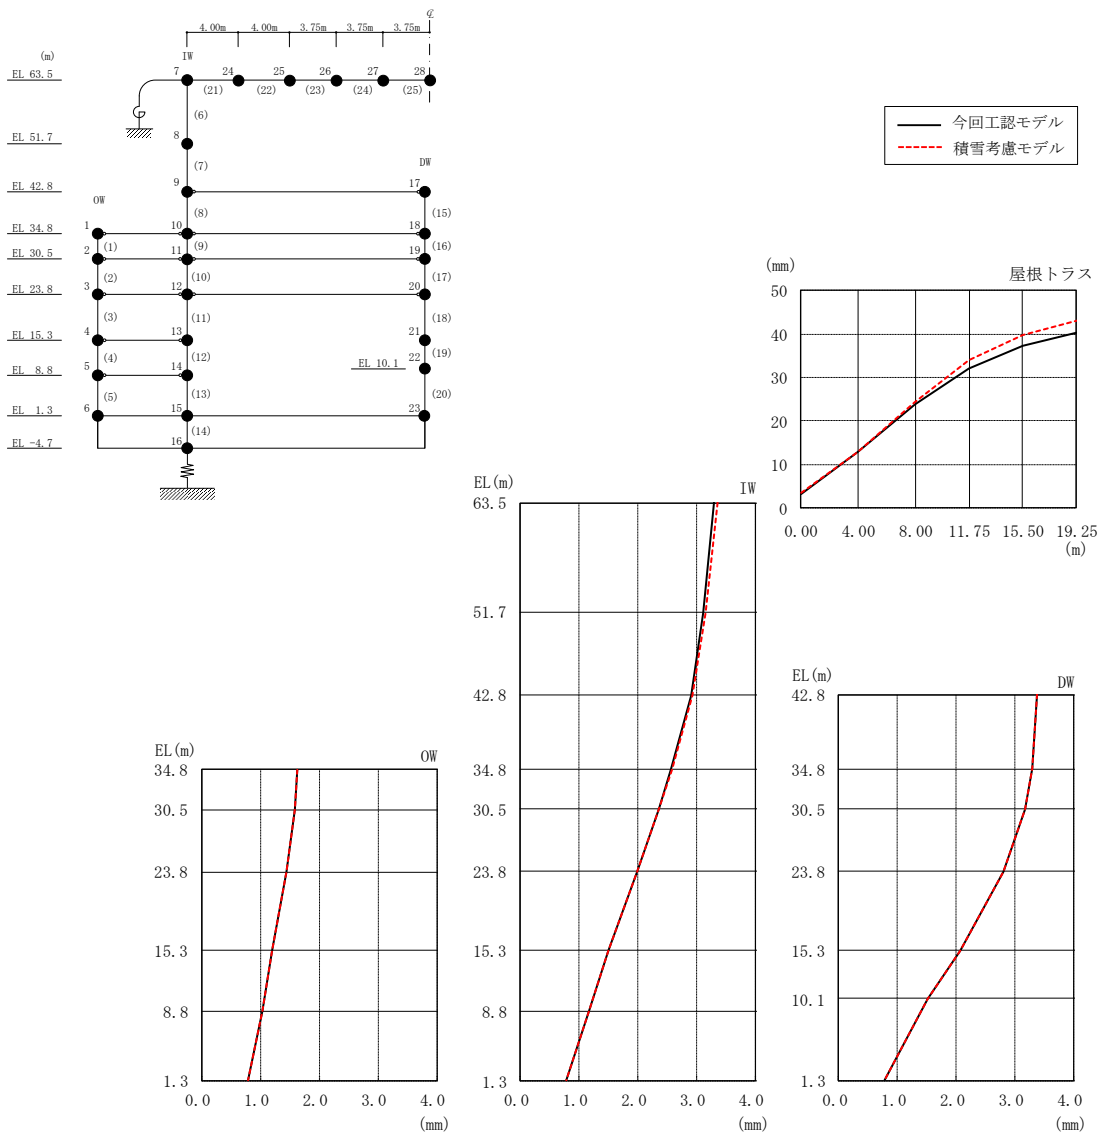 ℄
4.00m 4.00m 3.75m 3.75m 3.75m
(m) IW
EL 63.5 7 24 25 26 27 28
(21) (22) (23) (24) (25)
(6)
EL 51.7 8
(7) DW
EL 42.8 9 17
OW (8) (15)
EL 34.8 1 10 18
(1) (9) (16)
EL 30.5 2 11 19
(2) (10) (17)
EL 23.8 3 12 20
(3) (11) (18)
EL 15.3 4 13 21
(4) (12) (19)
EL 10.1 22
EL 8.8 5 14
(5) (13) (20)
EL 1.3 6 15 23
(14)
EL -4.7 16
今回工認モデル
積雪考慮モデル
(mm) 屋根トラス
50
40
30
20
10
0
0.00 4.00 8.00 11.75 15.50 19.25
(m)
EL(m) IW
63.5
51.7
42.8
34.8
30.5
23.8
15.3
8.8
1.3
0.0 1.0 2.0 3.0 4.0
(mm)
EL(m) OW
34.8
30.5
23.8
15.3
8.8
1.3
0.0 1.0 2.0 3.0 4.0
(mm)
EL(m) DW
42.8
34.8
30.5
23.8
15.3
10.1
1.3
0.0 1.0 2.0 3.0 4.0
(mm)